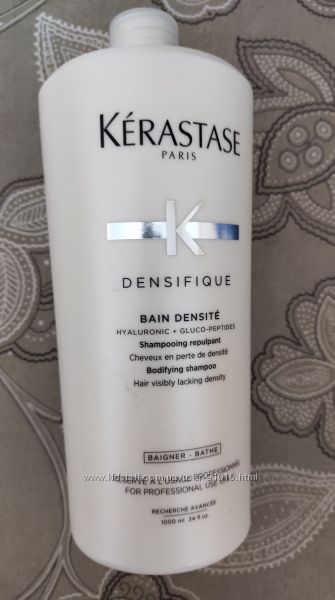 KÉRASTASE
PARIS
K
DENSIFIQUE
BAIN DENSITÉ
HYALURONIC + GLUCO-PEPTIDES
Shampooing repulpant
Cheveux en perte de densité
Bodifying shampoo
Hair visibly lacking density
BAIGNER - BATHE
PROFESSIONNEL
FOR PROFESSIONAL USE
RECHERCHE AVANCÉE
1000 ml 34 fl.oz